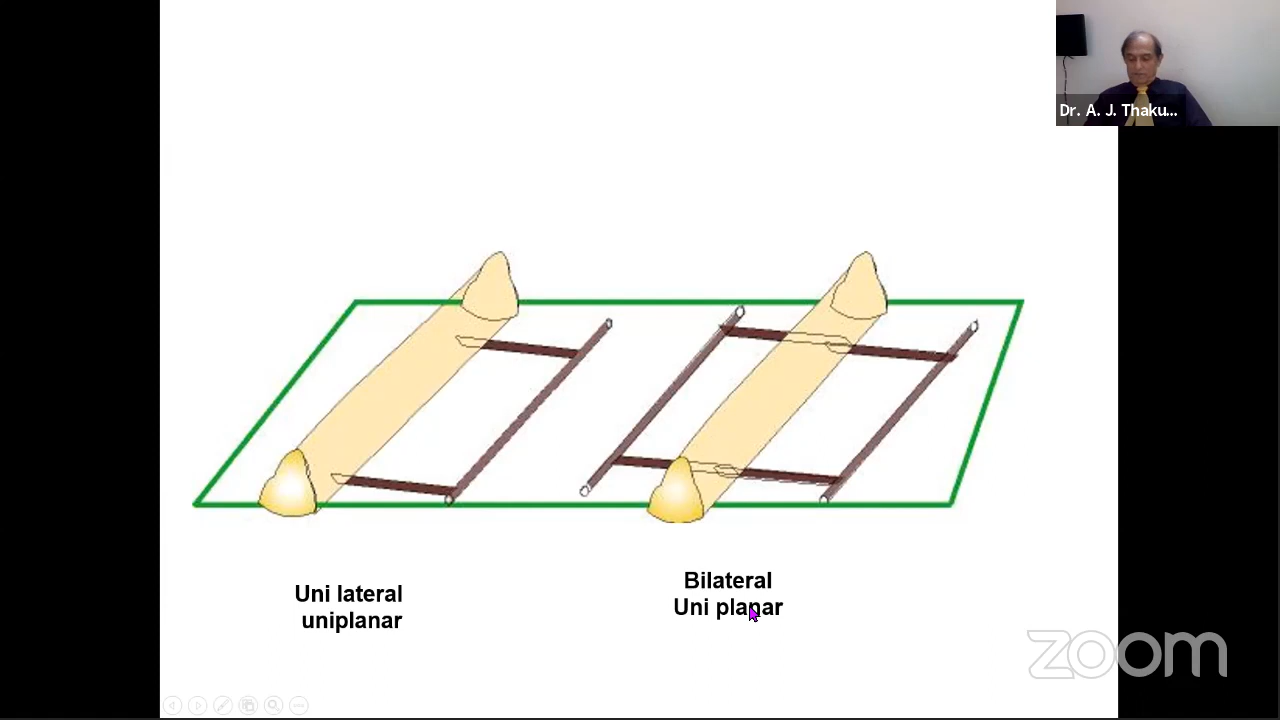 Dr. A. J. Thaku...
Uni lateral
uniplanar
Bilateral
Uni planar
zoom